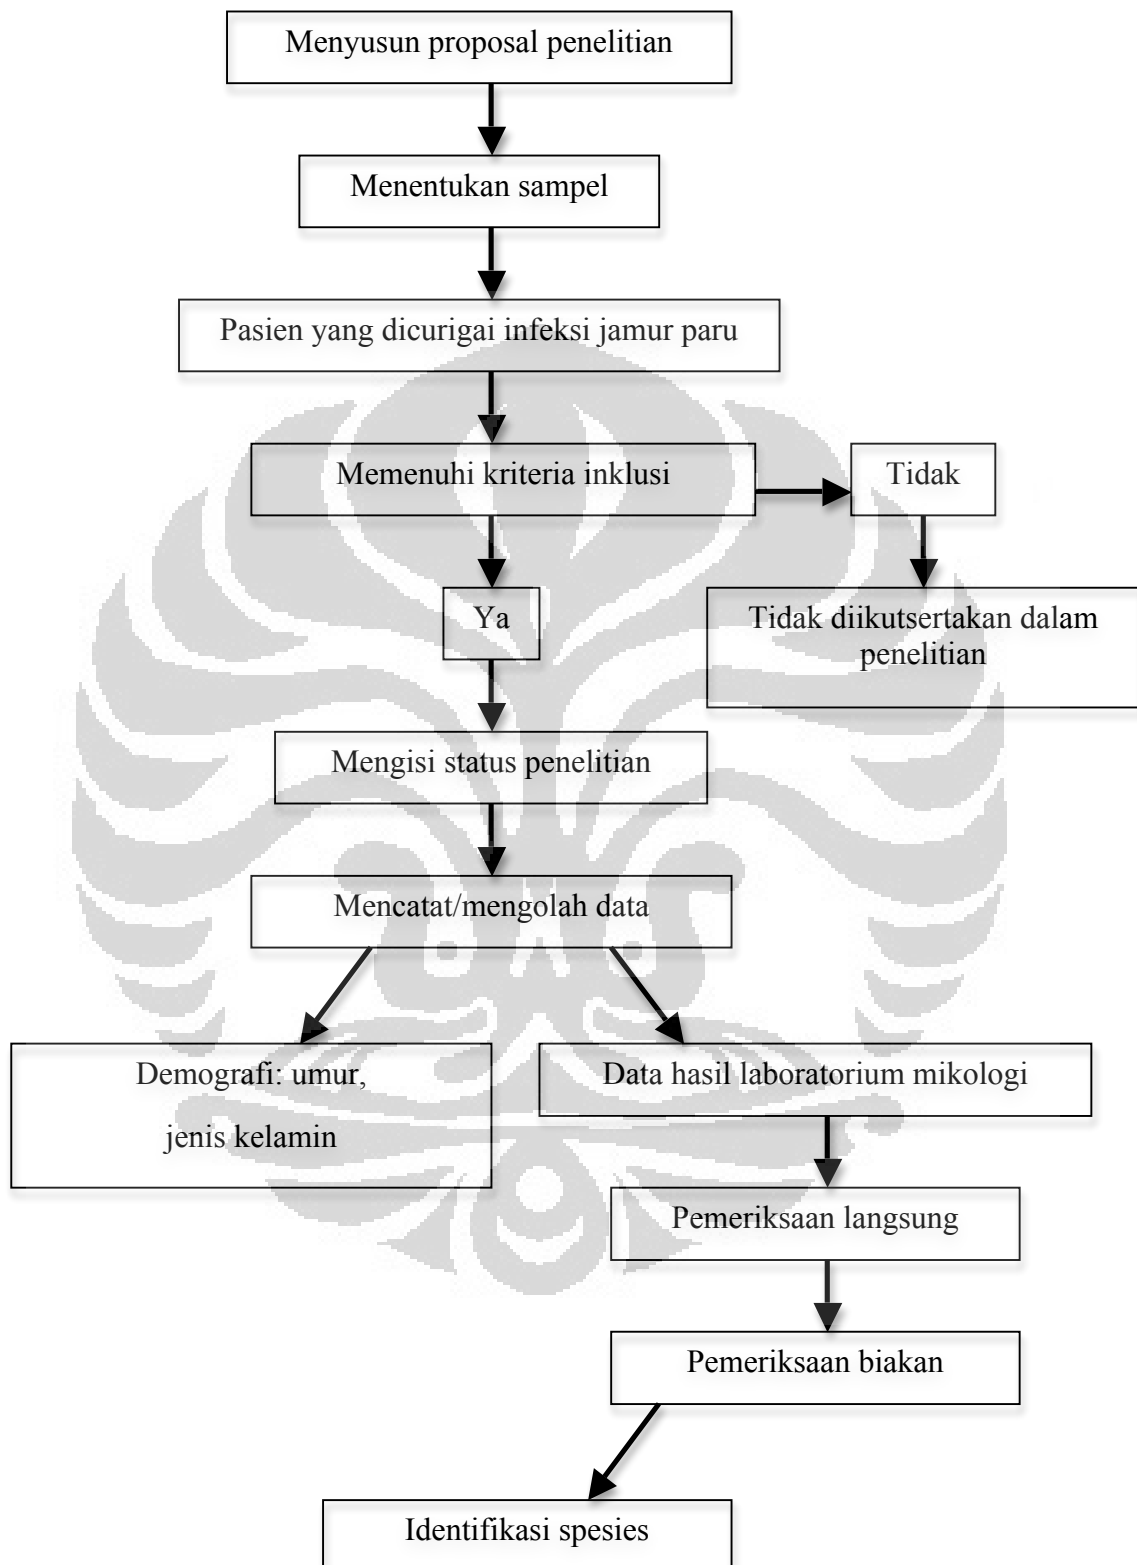 Menyusun proposal penelitian
Menentukan sampel
Pasien yang dicurigai infeksi jamur paru
Memenuhi kriteria inklusi
Tidak
Ya
Tidak diikutsertakan dalam
penelitian
Mengisi status penelitian
Mencatat/mengolah data
Demografi: umur,
jenis kelamin
Data hasil laboratorium mikologi
Pemeriksaan langsung
Pemeriksaan biakan
Identifikasi spesies